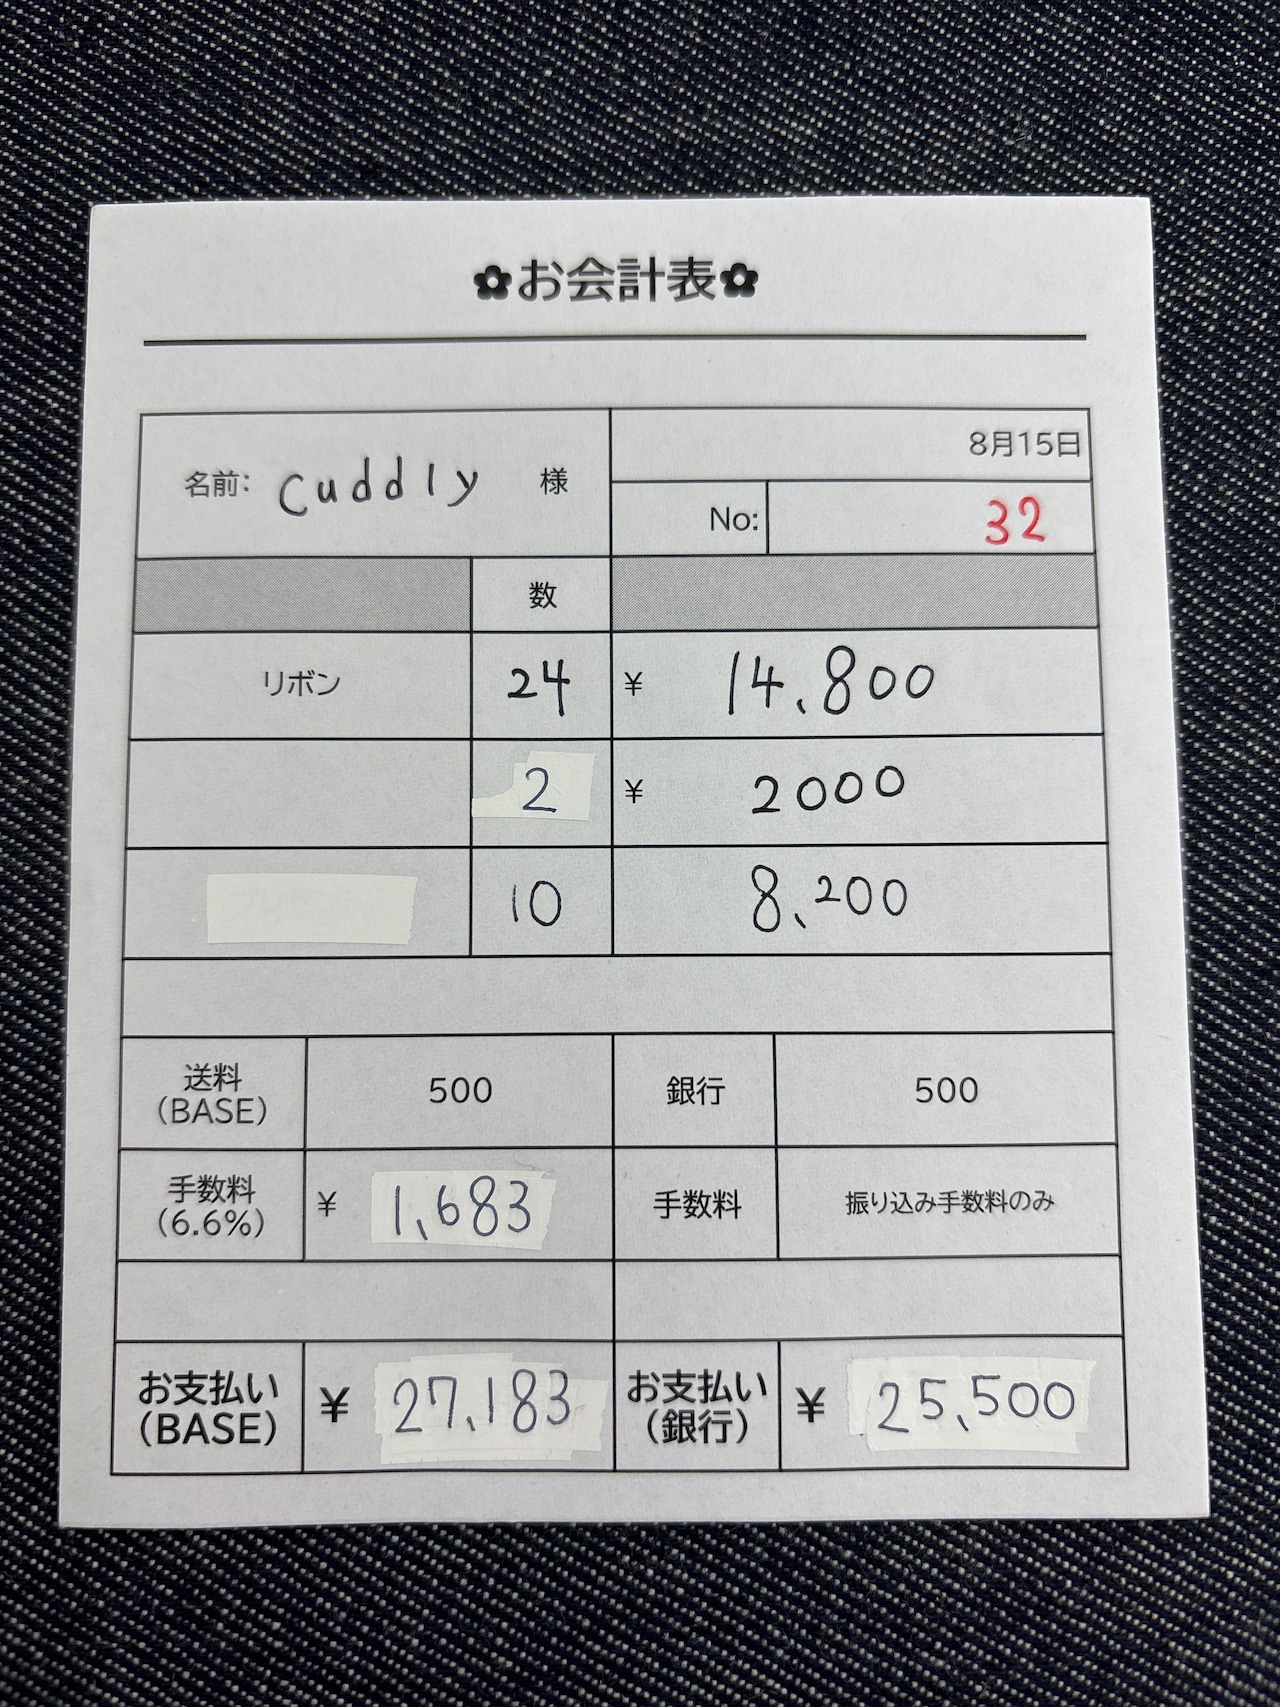 ✿お会計表✿
名前: cuddly 様
8月15日
No: 32
数
リボン 24 ¥ 14,800
2 ¥ 2000
10 8,200
送料
(BASE)
500
銀行
500
手数料
(6.6%)
¥ 1,683
手数料
振り込み手数料のみ
お支払い
(BASE)
¥ 27,183
お支払い
(銀行)
¥ 25,500